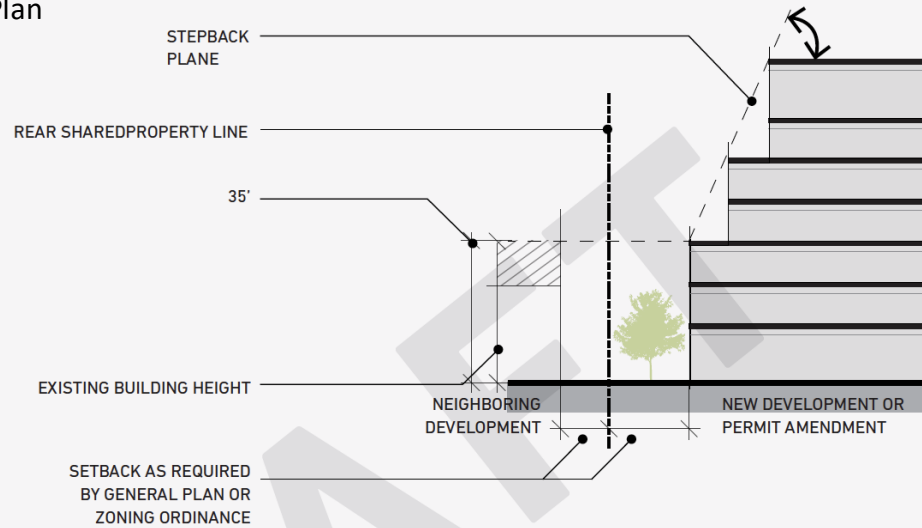 Plan
STEPBACK
PLANE
REAR SHAREDPROPERTY LINE
35'
EXISTING BUILDING HEIGHT
NEIGHBORING
DEVELOPMENT
NEW DEVELOPMENT OR
PERMIT AMENDMENT
SETBACK AS REQUIRED
BY GENERAL PLAN OR
ZONING ORDINANCE